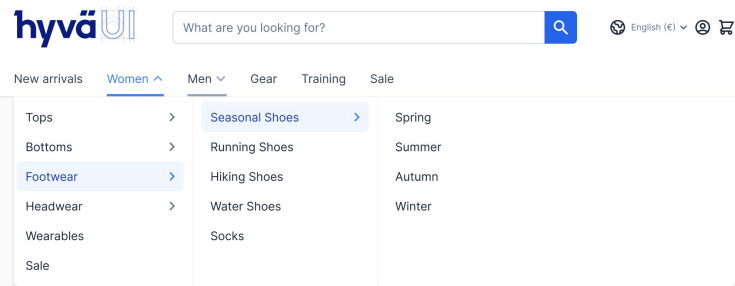 hyväUI
What are you looking for?
English (€)
New arrivals
Women
Men
Gear
Training
Sale
Tops
Bottoms
Footwear
Headwear
Wearables
Sale
Seasonal Shoes
Running Shoes
Hiking Shoes
Water Shoes
Socks
Spring
Summer
Autumn
Winter